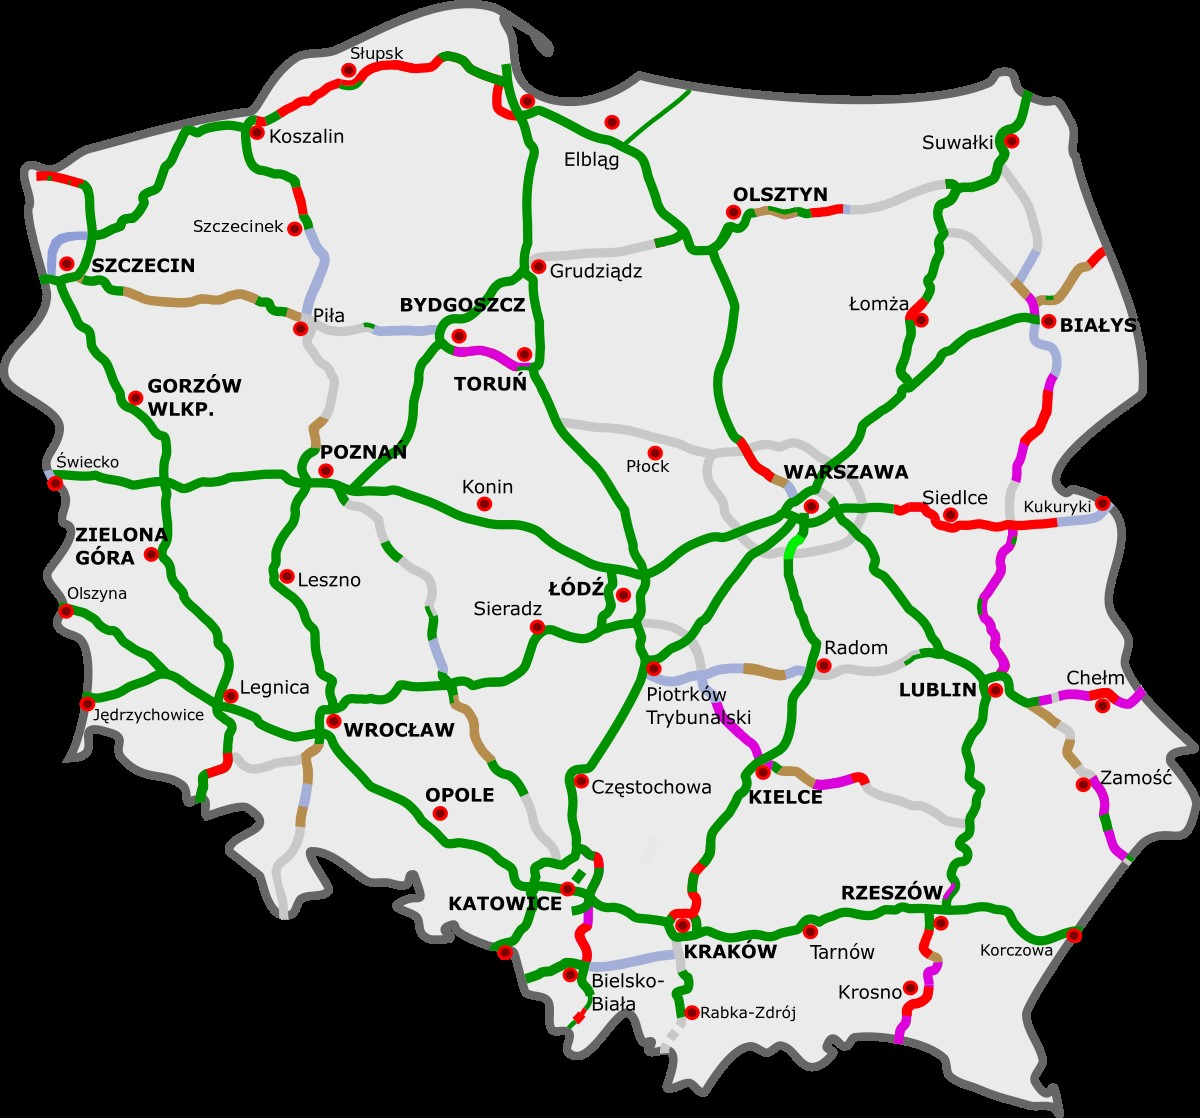 Słupsk
Koszalin
Elbląg
Suwałki
OLSZTYN
Szczecinek
SZCZECIN
Grudziądz
BYDGOSZCZ
Piła
Łomża
BIAŁYS
TORUŃ
GORZÓW
WLKP.
POZNAŃ
Świecko
Płock
WARSZAWA
Konin
Siedlce
Kukuryki
ZIELONA
GÓRA
Leszno
ŁÓDŹ
Olszyna
Sieradz
Radom
Legnica
Piotrków
Trybunalski
LUBLIN
Chełm
Jędrzychowice
WROCŁAW
Częstochowa
KIELCE
Zamość
OPOLE
KATOWICE
RZESZÓW
KRAKÓW
Tarnów
Korczowa
Bielsko-
Biała
Krosno
Rabka-Zdrój